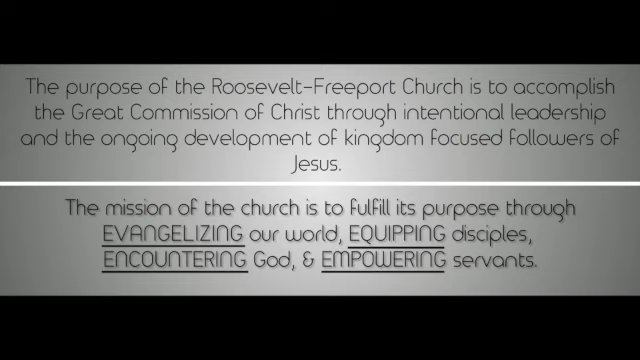 The purpose of the Roosevelt-Freeport Church is to accomplish
the Great Commission of Christ through intentional leadership
and the ongoing development of kingdom focused followers of
Jesus.
The mission of the church is to fulfill its purpose through
EVANGELIZING our world, EQUIPPING disciples,
ENCOUNTERING God, & EMPOWERING servants.